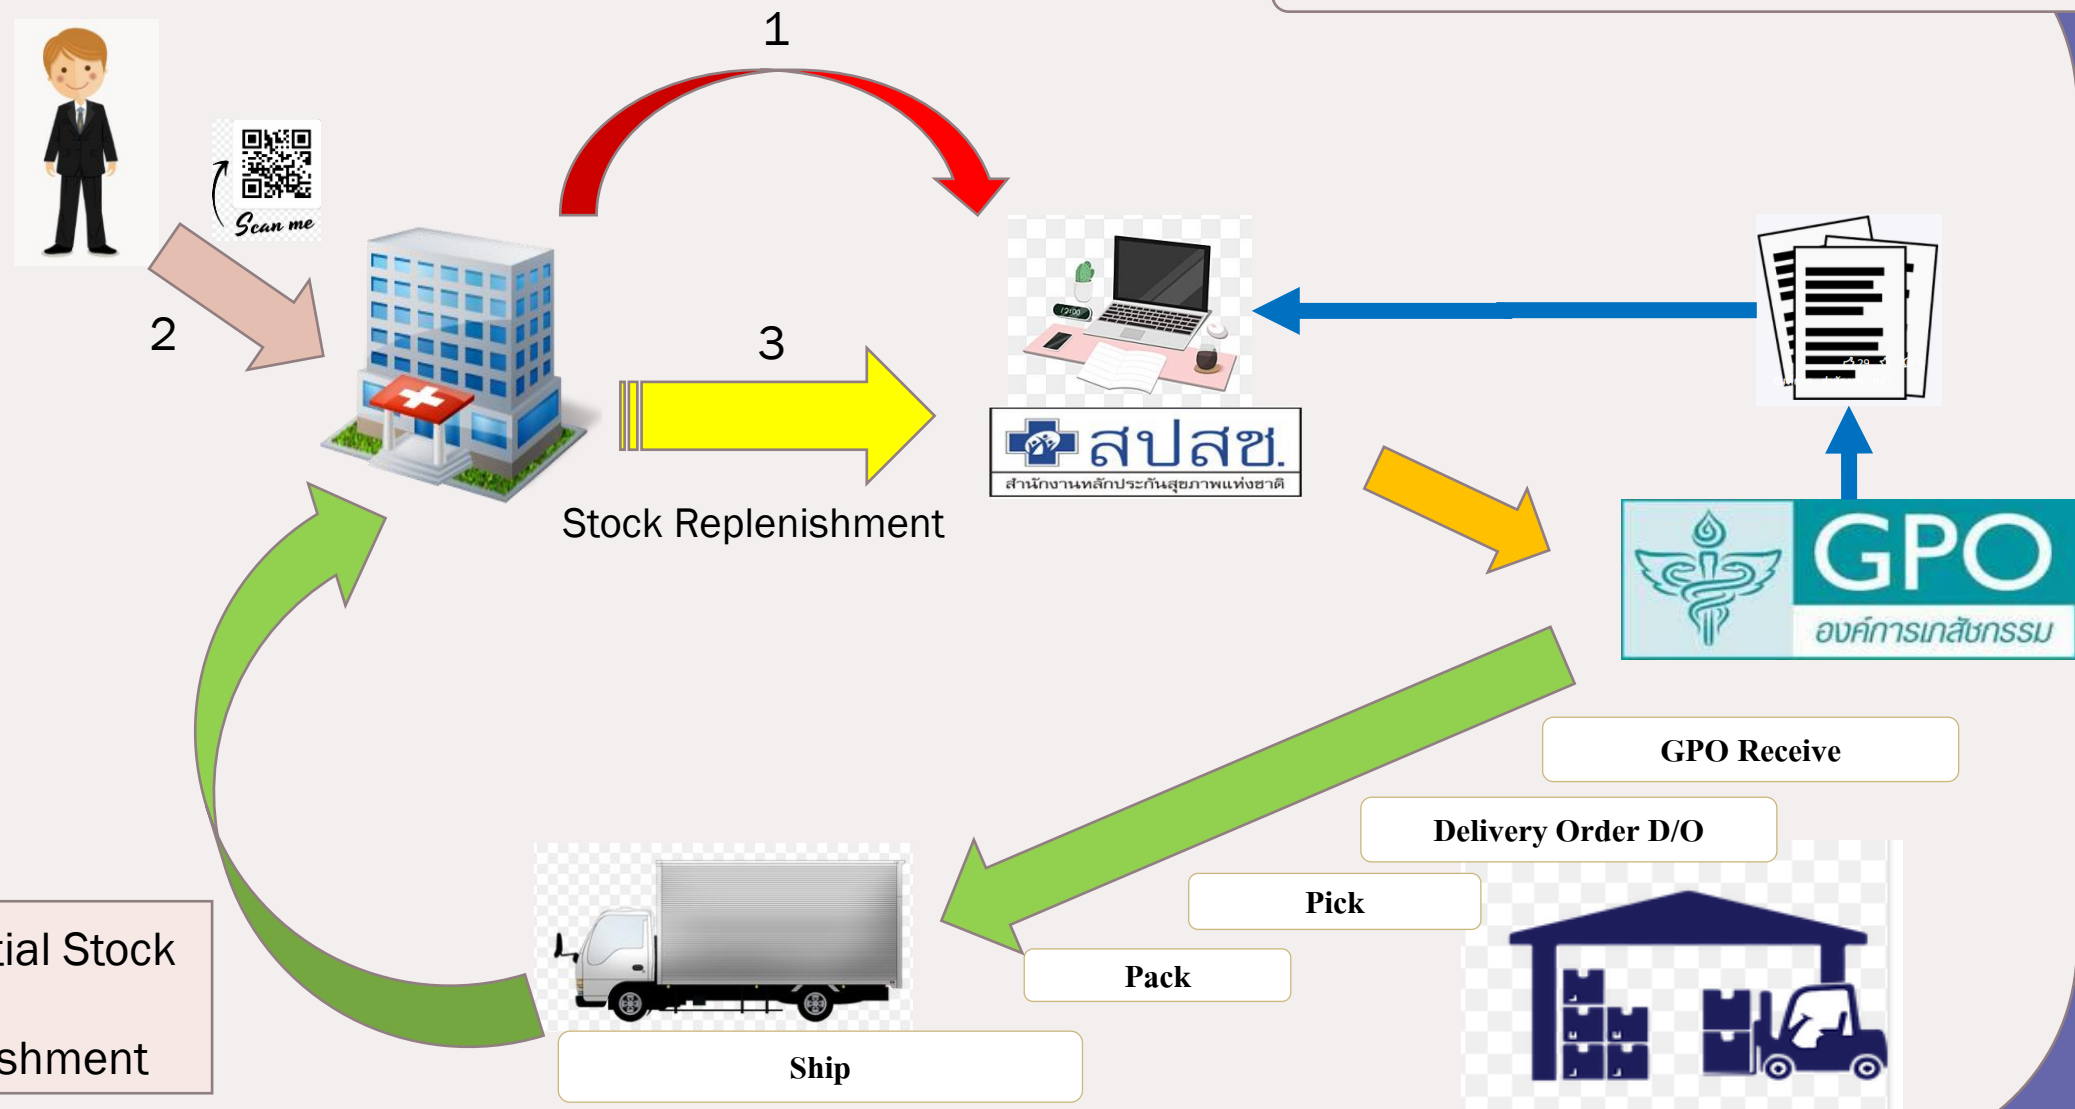 1
Scan me
2
3
สปสช.
สำนักงานหลักประกันสุขภาพแห่งชาติ
Stock Replenishment
GPO
องค์การเภสัชกรรม
GPO Receive
Delivery Order D/O
Pick
Pack
Ship
tial Stock
shment
12:00
29